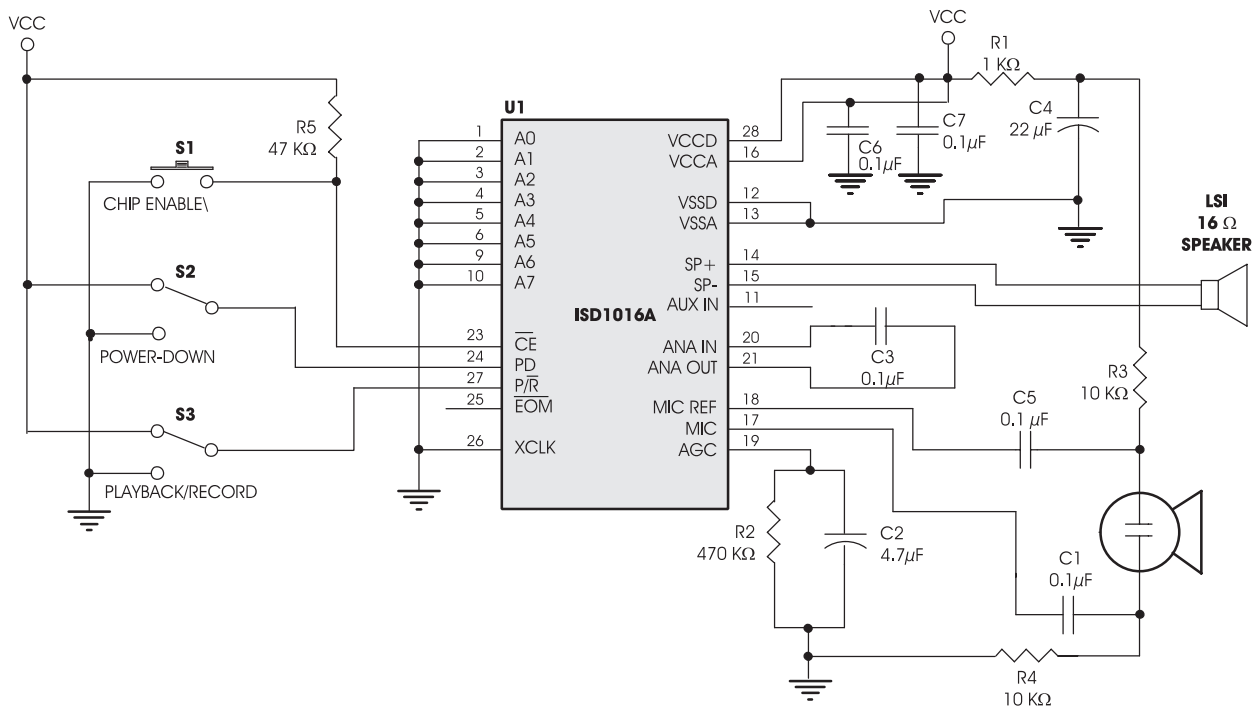 VCC
R5
47 KΩ
S1
CHIP ENABLE\
S2
POWER-DOWN
S3
PLAYBACK/RECORD
U1
ISD1016A
1 A0
2 A1
3 A2
4 A3
5 A4
6 A5
9 A6
10 A7
23 CE
24 PD
27 P/R
25 EOM
26 XCLK
VCCD 28
VCCA 16
VSSD 12
VSSA 13
SP+ 14
SP- 15
AUX IN 11
ANA IN 20
ANA OUT 21
MIC REF 18
MIC 17
AGC 19
VCC
R1
1 KΩ
C6
0.1µF
C7
0.1µF
C4
22 µF
LSI
16 Ω
SPEAKER
C3
0.1µF
R3
10 KΩ
C5
0.1 µF
R2
470 KΩ
C2
4.7µF
C1
0.1µF
R4
10 KΩ